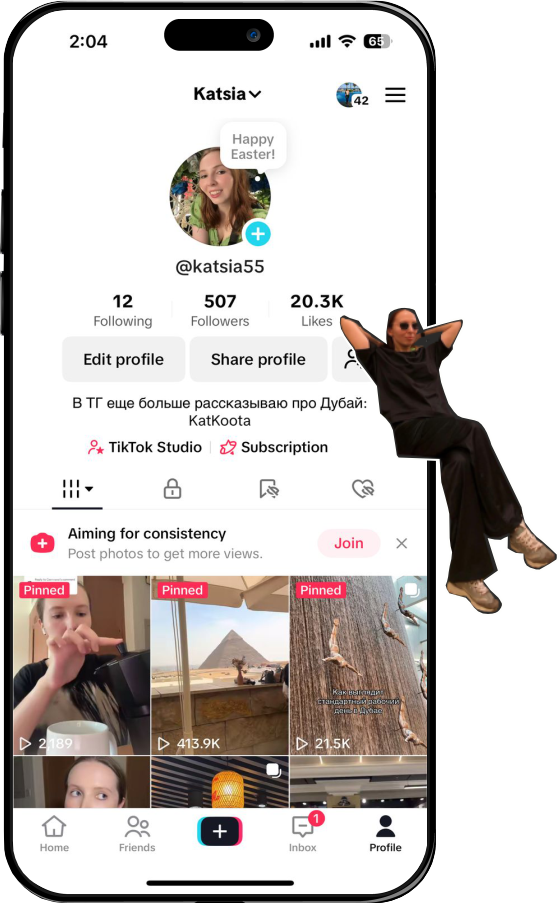 2:04
65
Katsia
42
Happy
Easter!
@katsia55
12 507 20.3K
Following Followers Likes
Edit profile Share profile
В ТГ еще больше рассказываю про Дубай:
KatKoota
TikTok Studio Subscription
Aiming for consistency
Post photos to get more views.
Join
Pinned Pinned Pinned
Как выглядит
стандартный рабочий
день в Дубае
2,189 413.9K 21.5K
1
Home Friends Inbox Profile